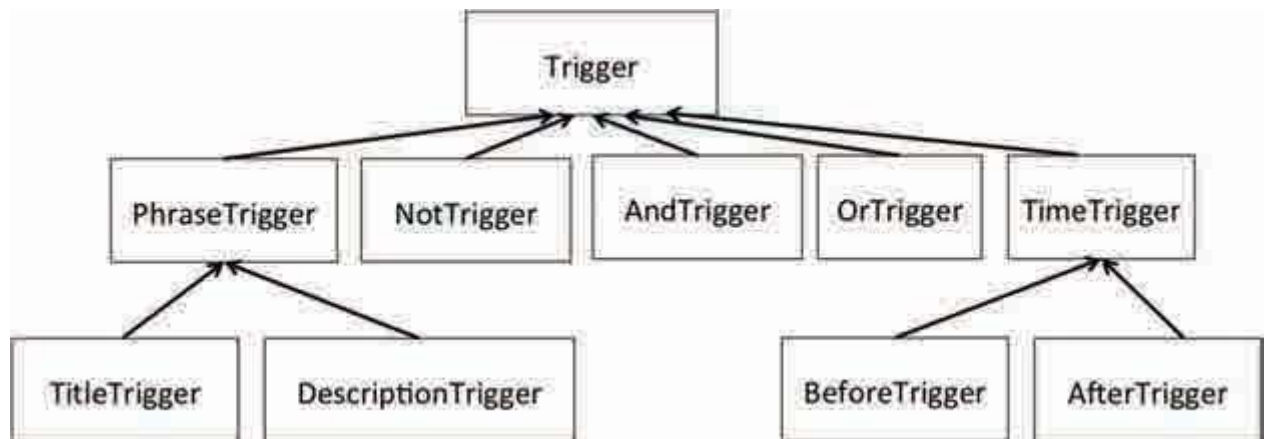 Trigger
PhraseTrigger
NotTrigger
AndTrigger
OrTrigger
TimeTrigger
TitleTrigger
DescriptionTrigger
BeforeTrigger
AfterTrigger